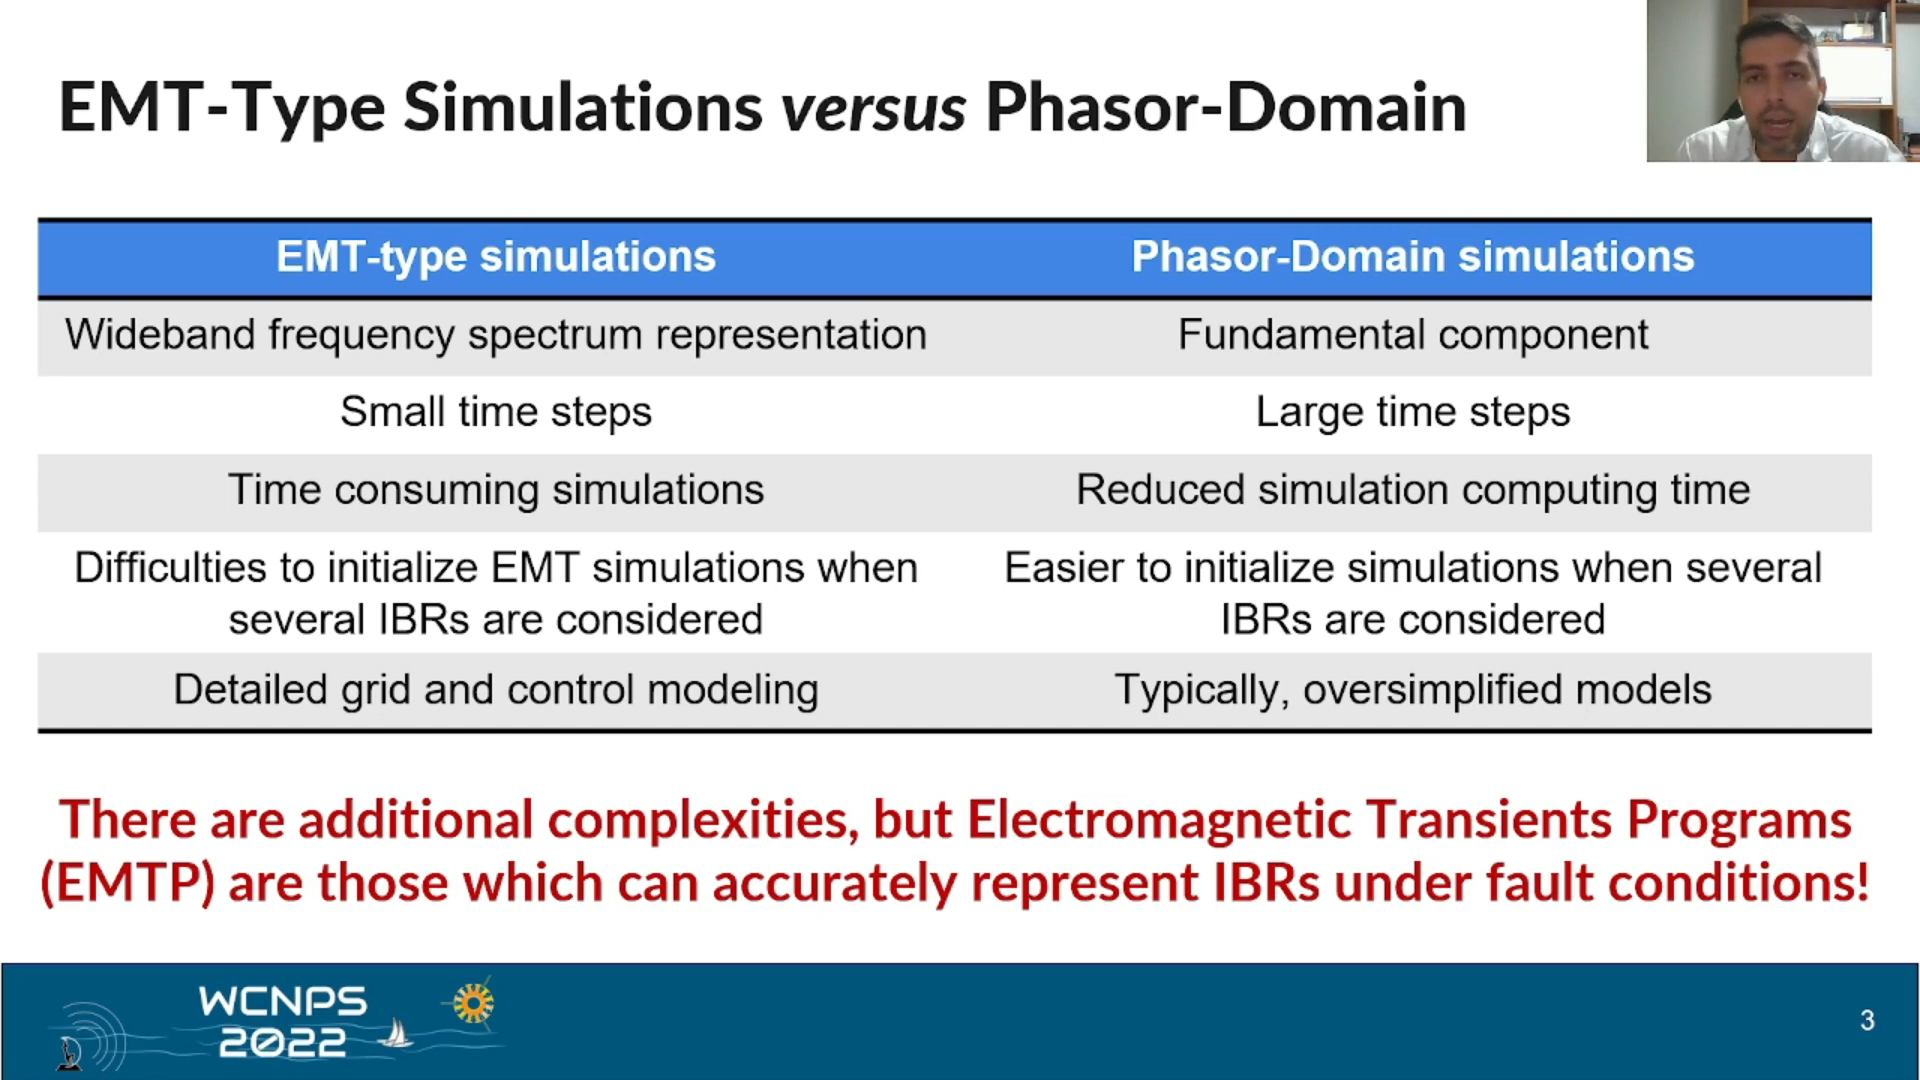 EMT-Type Simulations versus Phasor-Domain
EMT-type simulations
Phasor-Domain simulations
Wideband frequency spectrum representation
Fundamental component
Small time steps
Large time steps
Time consuming simulations
Reduced simulation computing time
Difficulties to initialize EMT simulations when
several IBRs are considered
Easier to initialize simulations when several
IBRs are considered
Detailed grid and control modeling
Typically, oversimplified models
There are additional complexities, but Electromagnetic Transients Programs
(EMTP) are those which can accurately represent IBRs under fault conditions!
WCNPS
2022
3